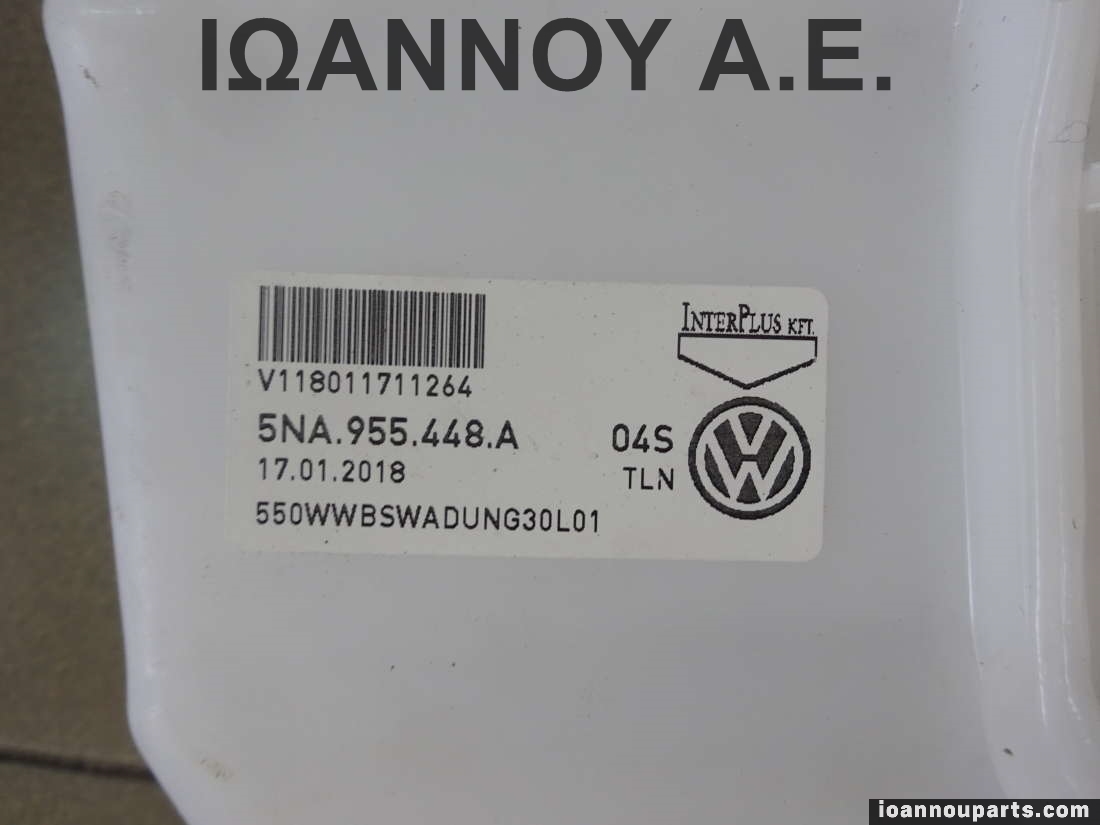 ΙΩΑΝΝΟΥ Α.Ε.
INTERPLUS KFT.
V118011711264
5NA.955.448.A 04S
17.01.2018 TLN
550WWBSWADUNG30L01
ioannouparts.com